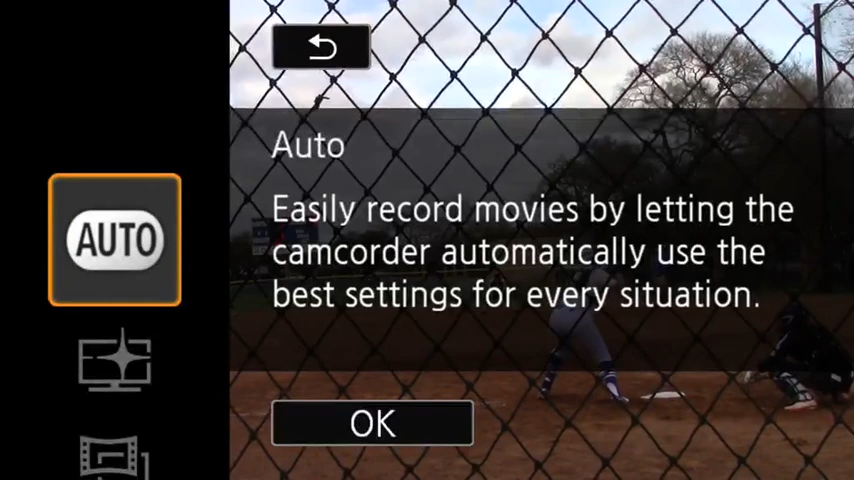 Auto
AUTO
Easily record movies by letting the
camcorder automatically use the
best settings for every situation.
OK